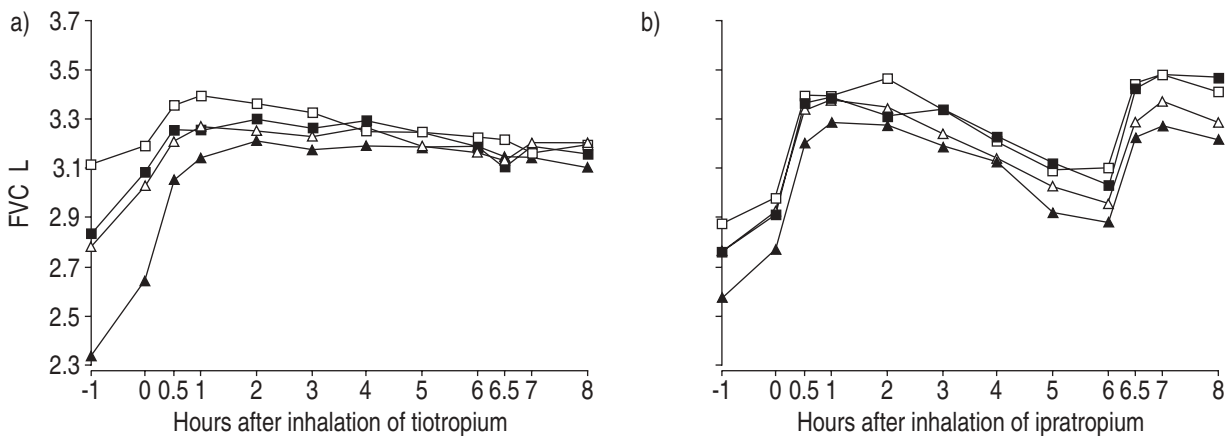 a)
b)
3.7
3.5
3.3
3.1
2.9
2.7
2.5
2.3
FVC L
-1 0 0.5 1 2 3 4 5 6 6.5 7 8
Hours after inhalation of tiotropium
-1 0 0.5 1 2 3 4 5 6 6.5 7 8
Hours after inhalation of ipratropium